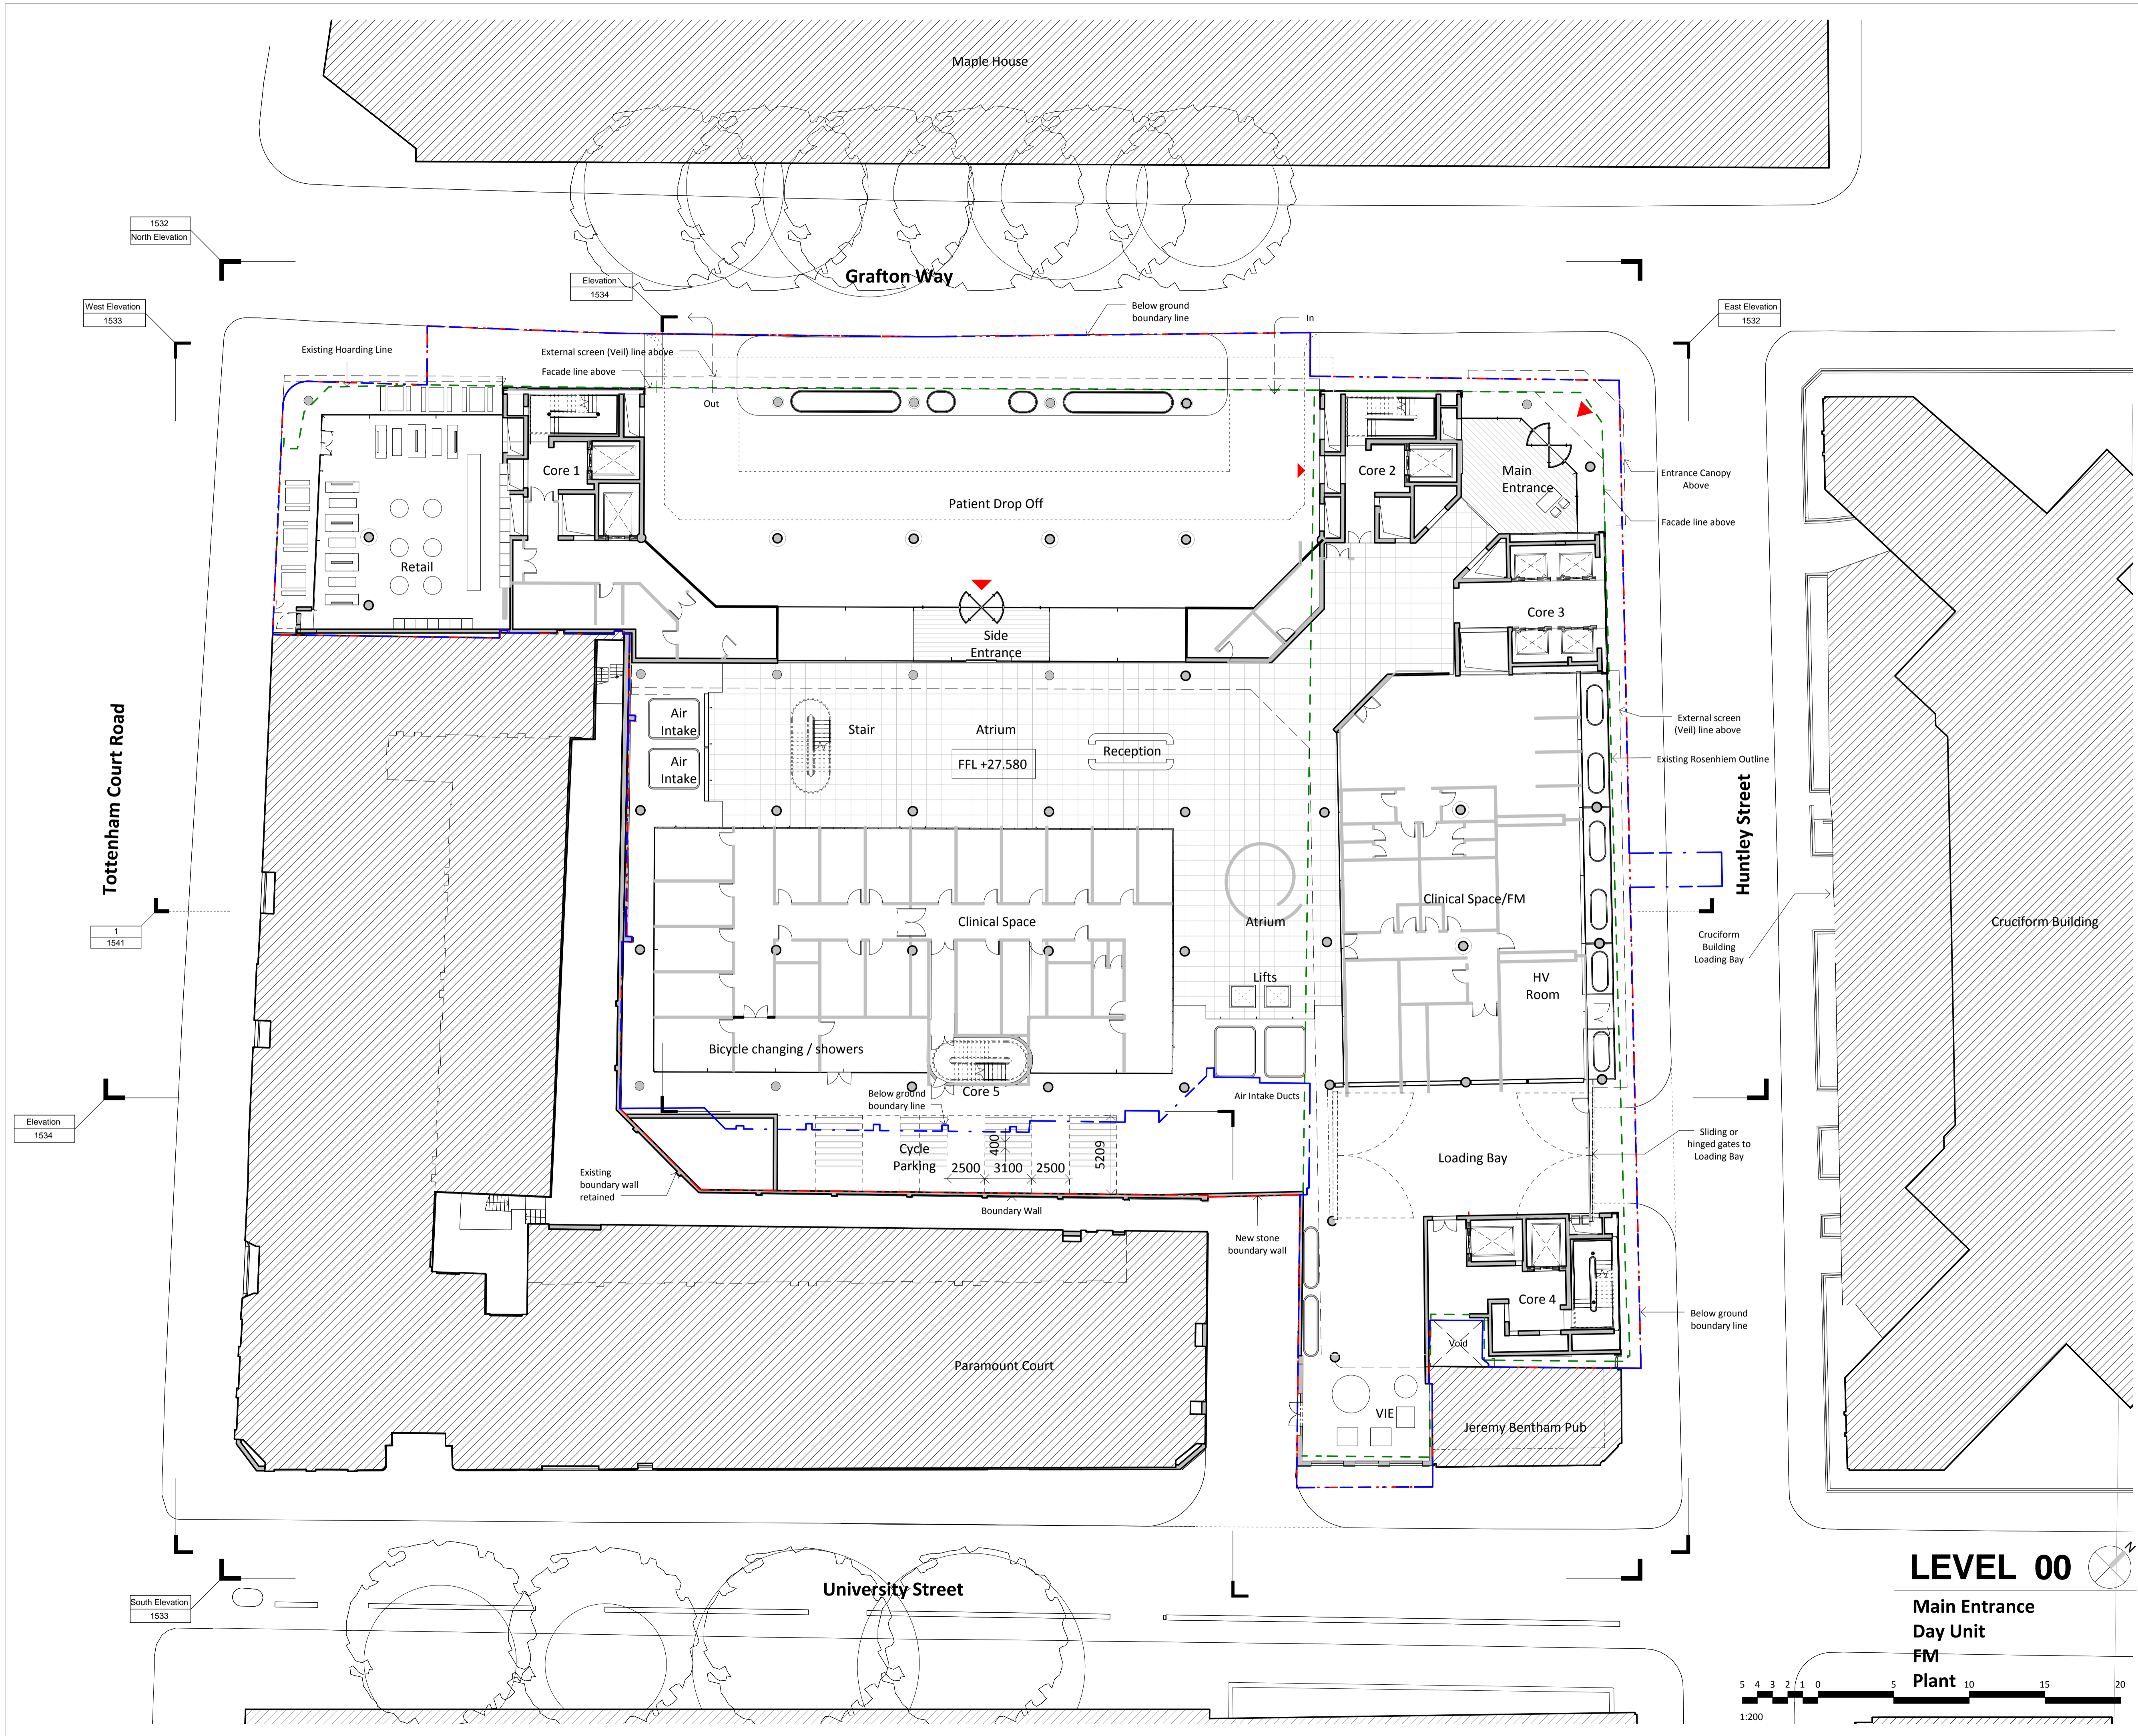 Maple House
1532
North Elevation
Grafton Way
Elevation
1534
West Elevation
1533
Below ground
boundary line
In
East Elevation
1532
Existing Hoarding Line
External screen (Veil) line above
Facade line above
Out
Core 1
Core 2
Main
Entrance
Entrance Canopy
Above
Patient Drop Off
Facade line above
Retail
Core 3
Side
Entrance
Air
Intake
Stair
Atrium
Reception
FFL +27.580
Air
Intake
External screen
(Veil) line above
Existing Rosenhiem Outline
Tottenham Court Road
Huntley Street
Clinical Space/FM
Clinical Space
Atrium
Cruciform Building
1
1541
Cruciform
Building
Loading Bay
Lifts
HV
Room
Bicycle changing / showers
Core 5
Below ground
boundary line
Air Intake Ducts
Elevation
1534
Cycle
Parking
400
2500
3100
2500
5209
Loading Bay
Sliding or
hinged gates to
Loading Bay
Existing
boundary wall
retained
Boundary Wall
New stone
boundary wall
Core 4
Below ground
boundary line
Void
Paramount Court
VIE
Jeremy Bentham Pub
University Street
South Elevation
1533
LEVEL 00
N
Main Entrance
Day Unit
FM
Plant
5 4 3 2 1 0 5 10 15 20
1:200